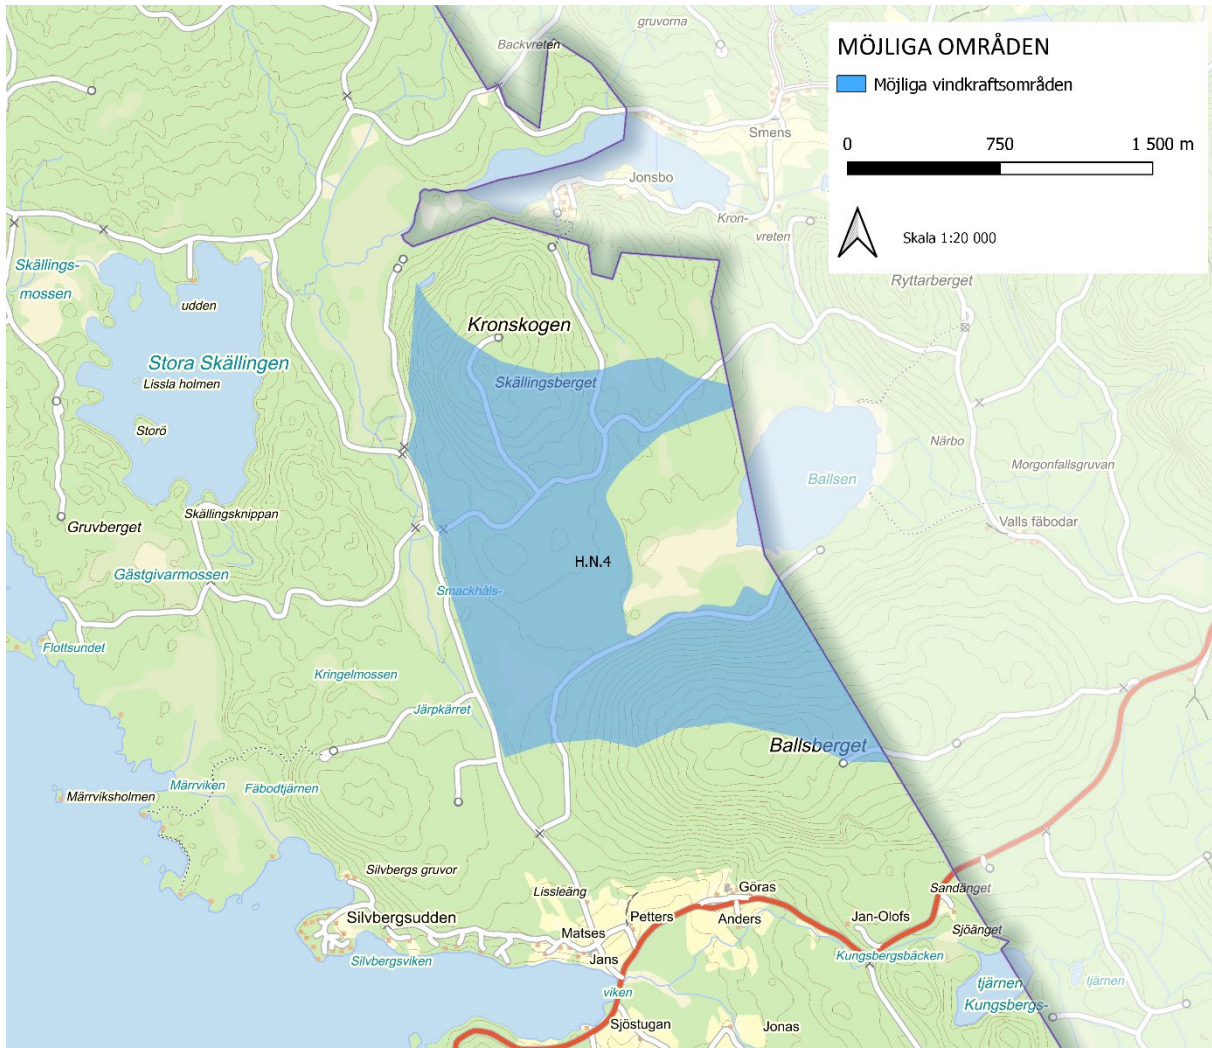 gruvorna
Backvreten
MÖJLIGA OMRÅDEN
Möjliga vindkraftsområden
0 750 1 500 m
Skala 1:20 000
Smens
Jonsbo
Kron-
vreten
Ryttarberget
Skällings-
mossen
udden
Stora Skällingen
Lissla holmen
Storö
Kronskogen
Skällingsberget
Ballsen
Närbo
Morgonfallsgruvan
Valls fäbodar
Skällingsknippan
Gruvberget
Gästgivarmossen
H.N.4
Smackhåls-
Flottsundet
Kringelmossen
Järpkärret
Ballsberget
Märrviken
Fäbodtjärnen
Märrviksholmen
Silvbergs gruvor
Lissleäng
Göras
Sandänget
Silvbergsudden
Petters
Anders
Jan-Olofs
Matses
Sjöänget
Silvbergsviken
Jans
Kungsbergsbäcken
viken
tjärnen
Kungsbergs-
tjärnen
Sjöstugan
Jonas